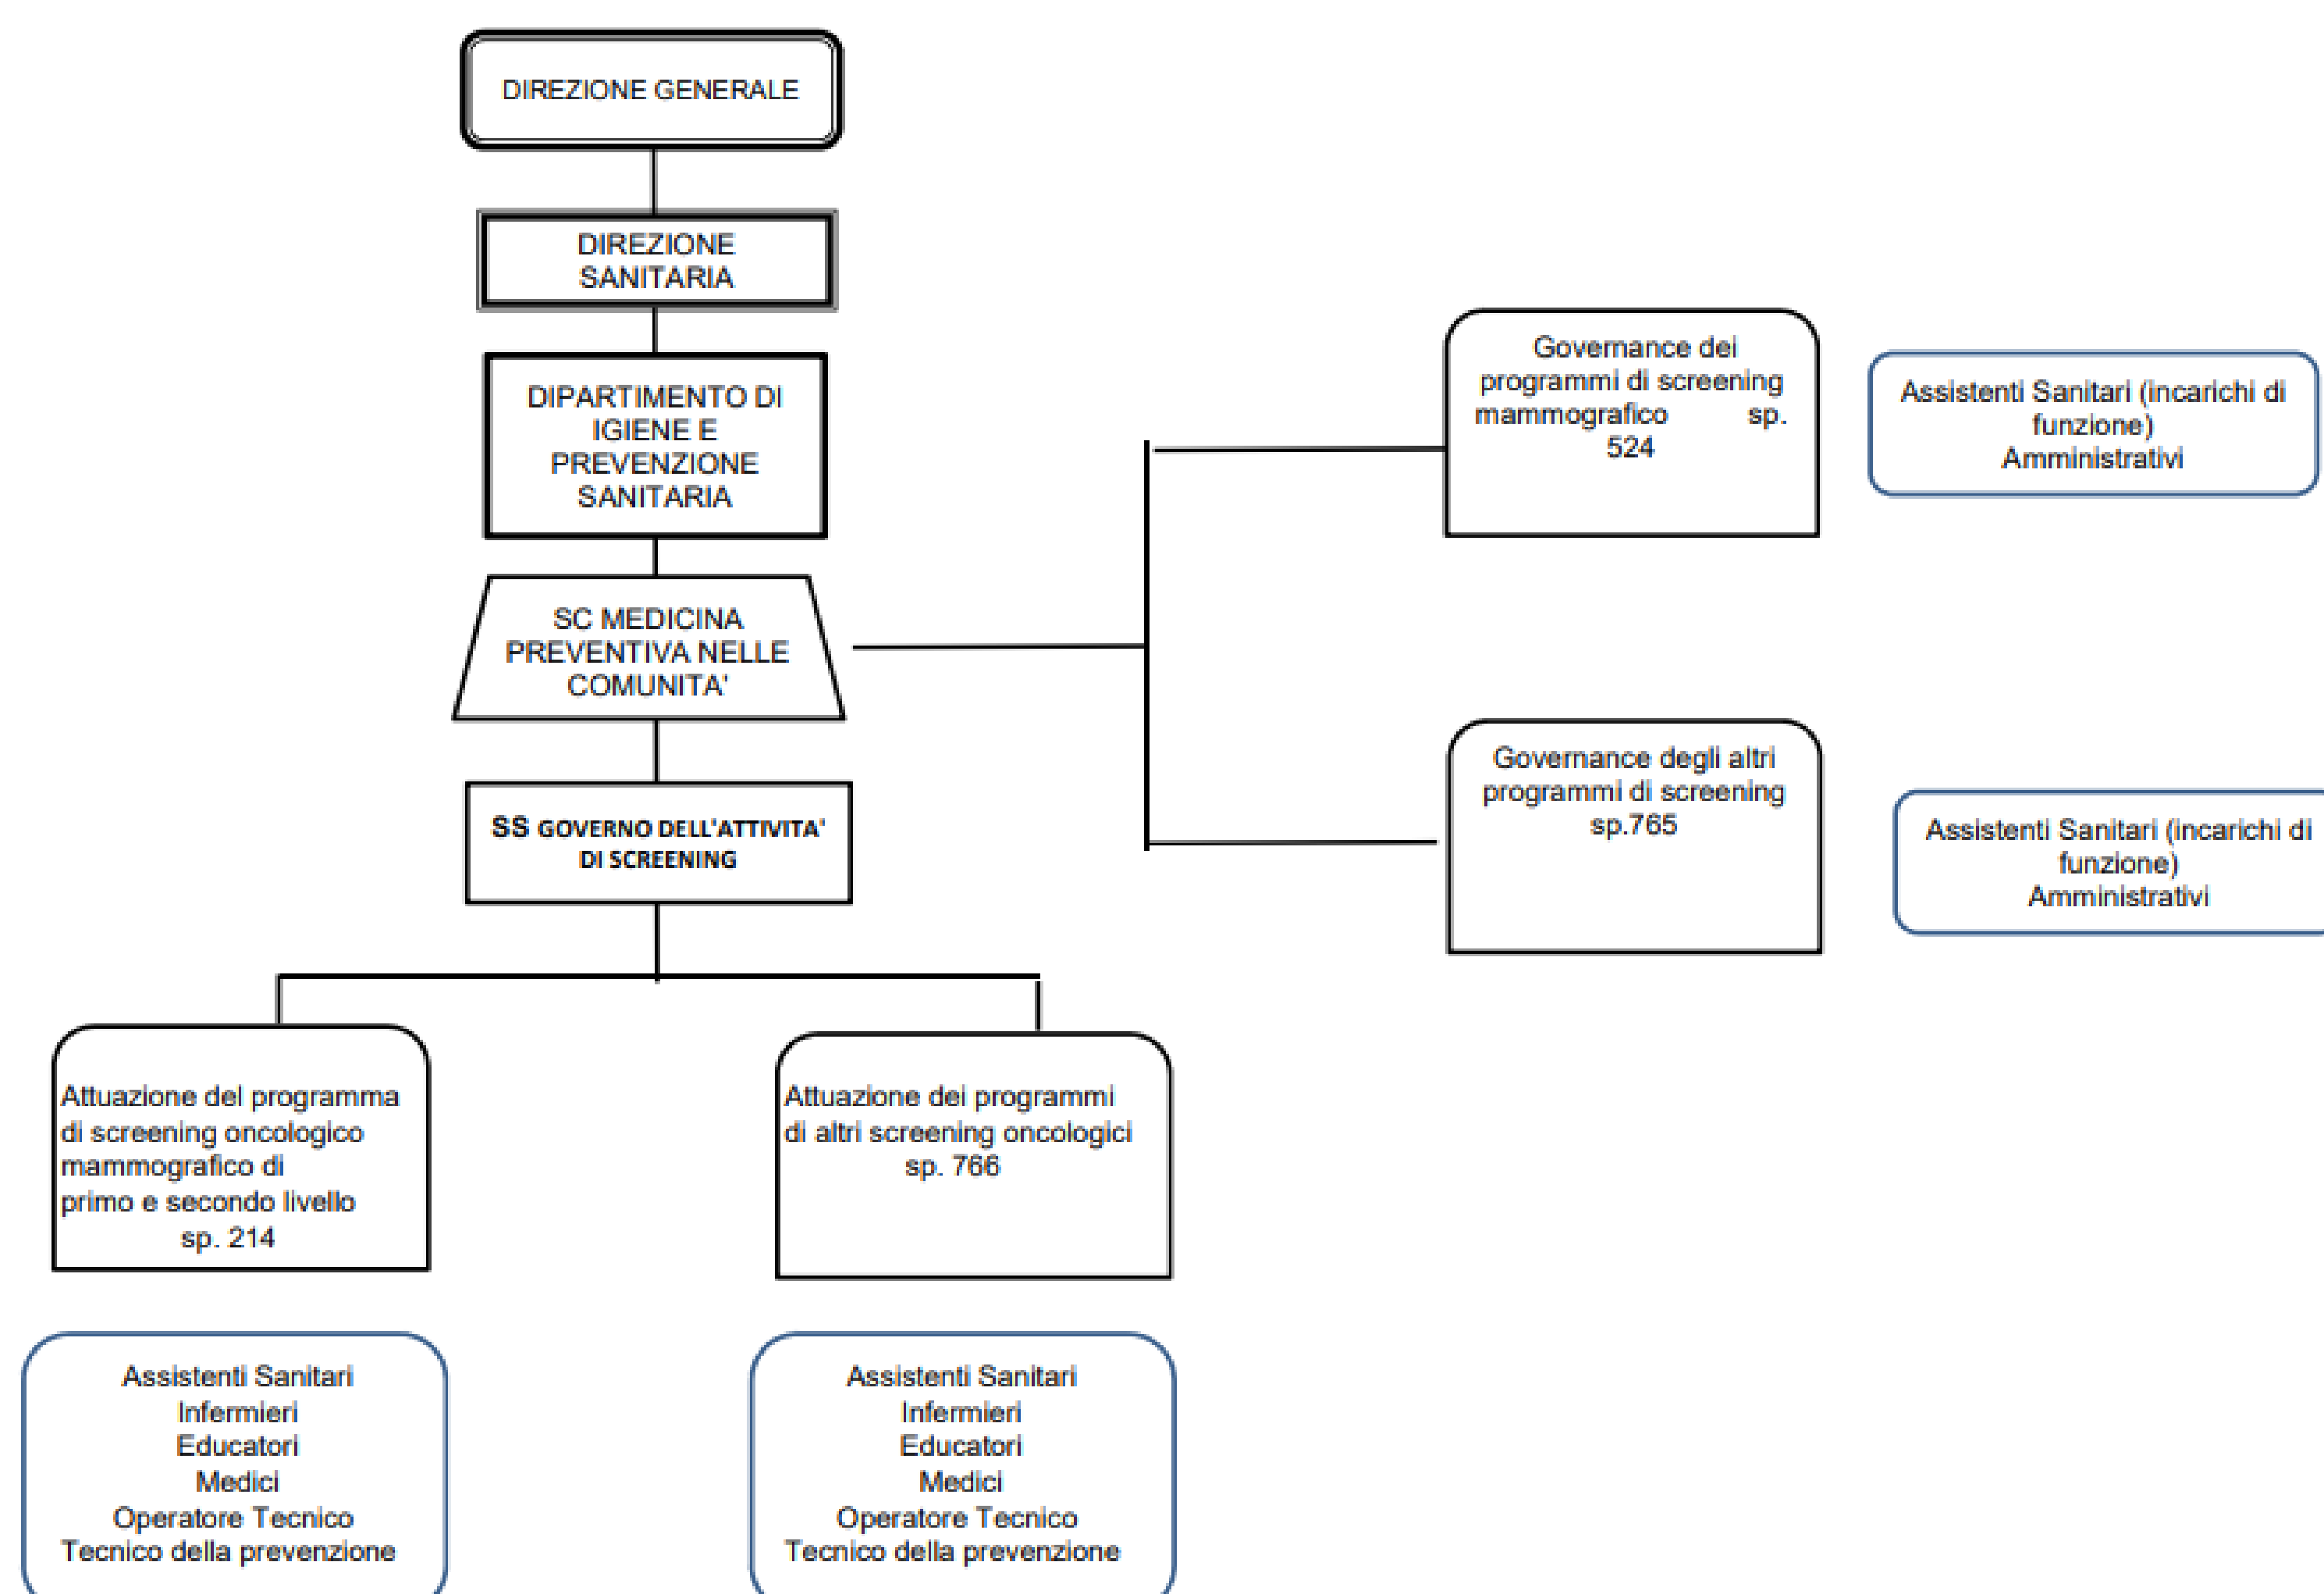 DIREZIONE GENERALE
DIREZIONE
SANITARIA
DIPARTIMENTO DI
IGIENE E
PREVENZIONE
SANITARIA
SC MEDICINA
PREVENTIVA NELLE
COMUNITA'
SS GOVERNO DELL'ATTIVITA'
DI SCREENING
Governance dei
programmi di screening
mammografico sp.
524
Assistenti Sanitari (incarichi di
funzione)
Amministrativi
Governance degli altri
programmi di screening
sp.765
Assistenti Sanitari (incarichi di
funzione)
Amministrativi
Attuazione del programma
di screening oncologico
mammografico di
primo e secondo livello
sp. 214
Attuazione dei programmi
di altri screening oncologici
sp. 766
Assistenti Sanitari
Infermieri
Educatori
Medici
Operatore Tecnico
Tecnico della prevenzione
Assistenti Sanitari
Infermieri
Educatori
Medici
Operatore Tecnico
Tecnico della prevenzione